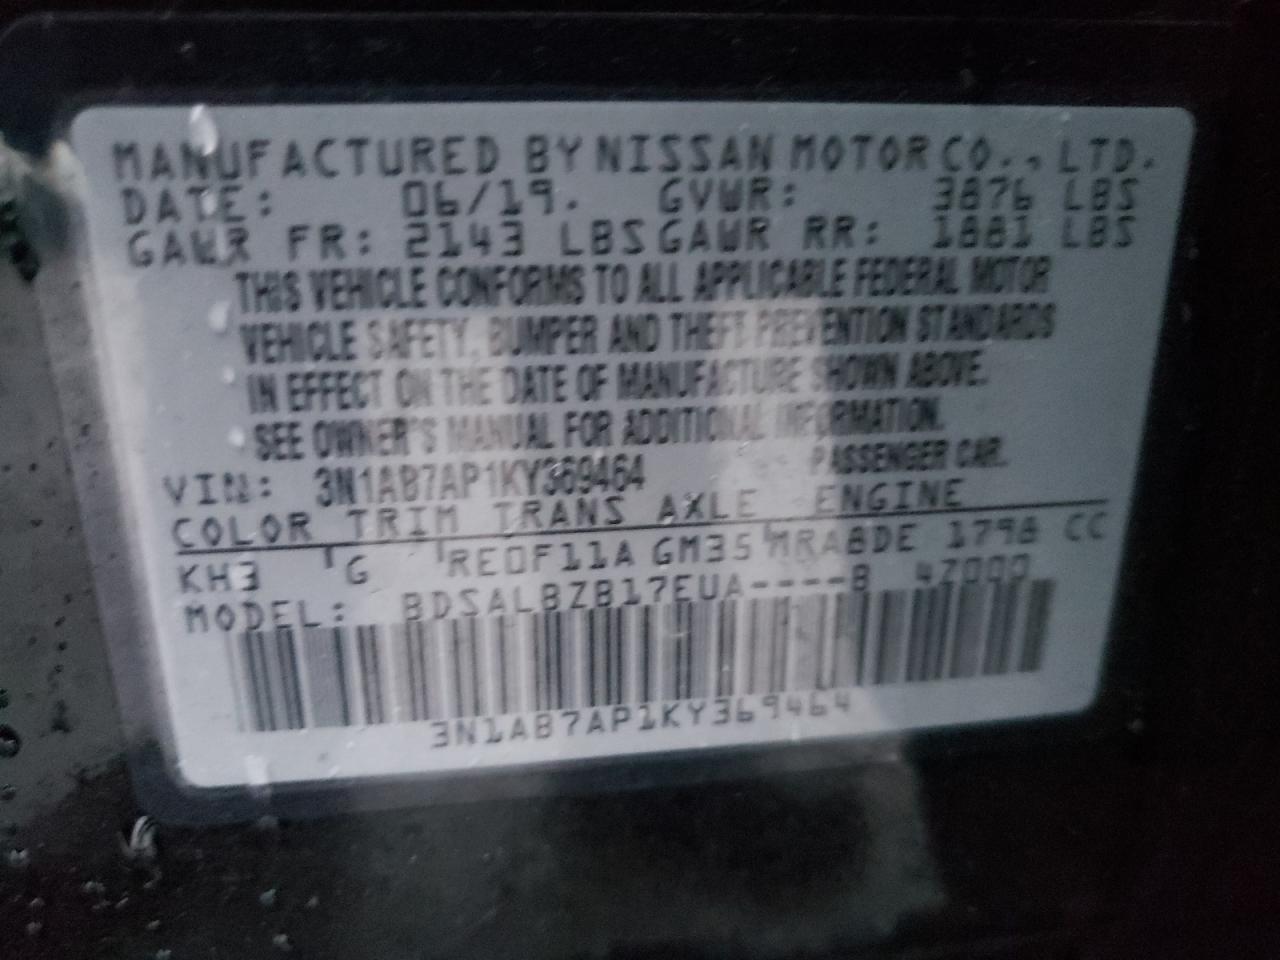 MANUFACTURED BY NISSAN MOTOR CO., LTD.
DATE: 06/19. GVWR: 3876 LBS
GAWR FR: 2143 LBS GAWR RR: 1881 LBS
THIS VEHICLE CONFORMS TO ALL APPLICABLE FEDERAL MOTOR
VEHICLE SAFETY, BUMPER AND THEFT PREVENTION STANDARDS
IN EFFECT ON THE DATE OF MANUFACTURE SHOWN ABOVE.
SEE OWNER'S MANUAL FOR ADDITIONAL INFORMATION.
VIN: 3N1AB7AP1KY369464 PASSENGER CAR.
COLOR TRIM TRANS AXLE ENGINE
KH3 G RE0F11A GM35 MRA8DE 1798 CC
MODEL: BDSALBZB17EUA----B 47000
3N1AB7AP1KY369464